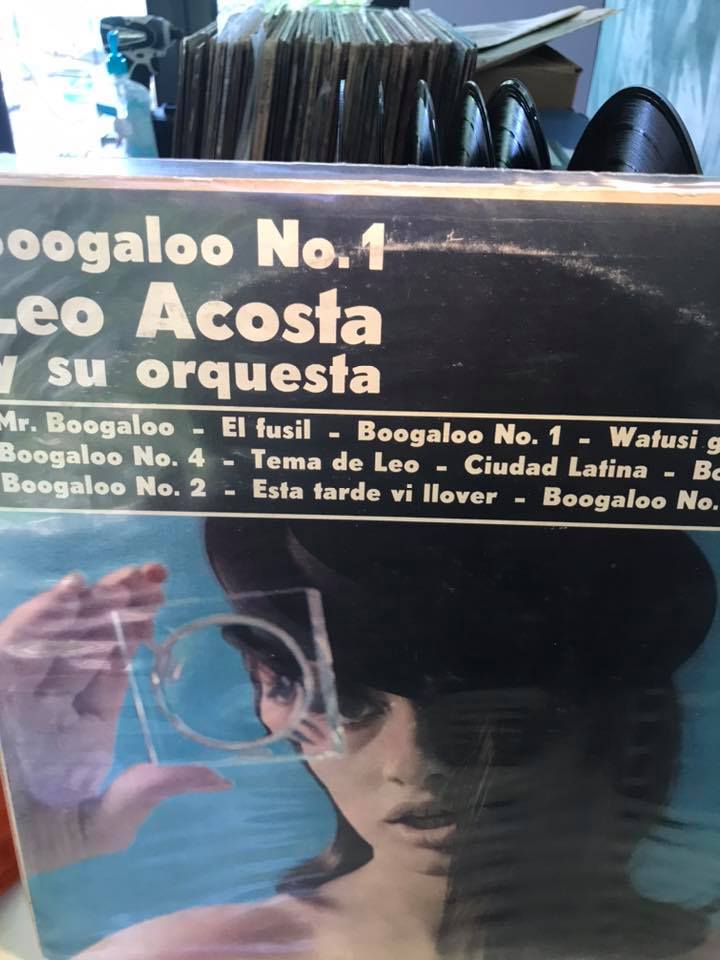 oogaloo No.1
Leo Acosta
y su orquesta
Mr. Boogaloo - El fusil - Boogaloo No. 1 - Watusi g
Boogaloo No. 4 - Tema de Leo - Ciudad Latina - Bo
Boogaloo No. 2 - Esta tarde vi llover - Boogaloo No.